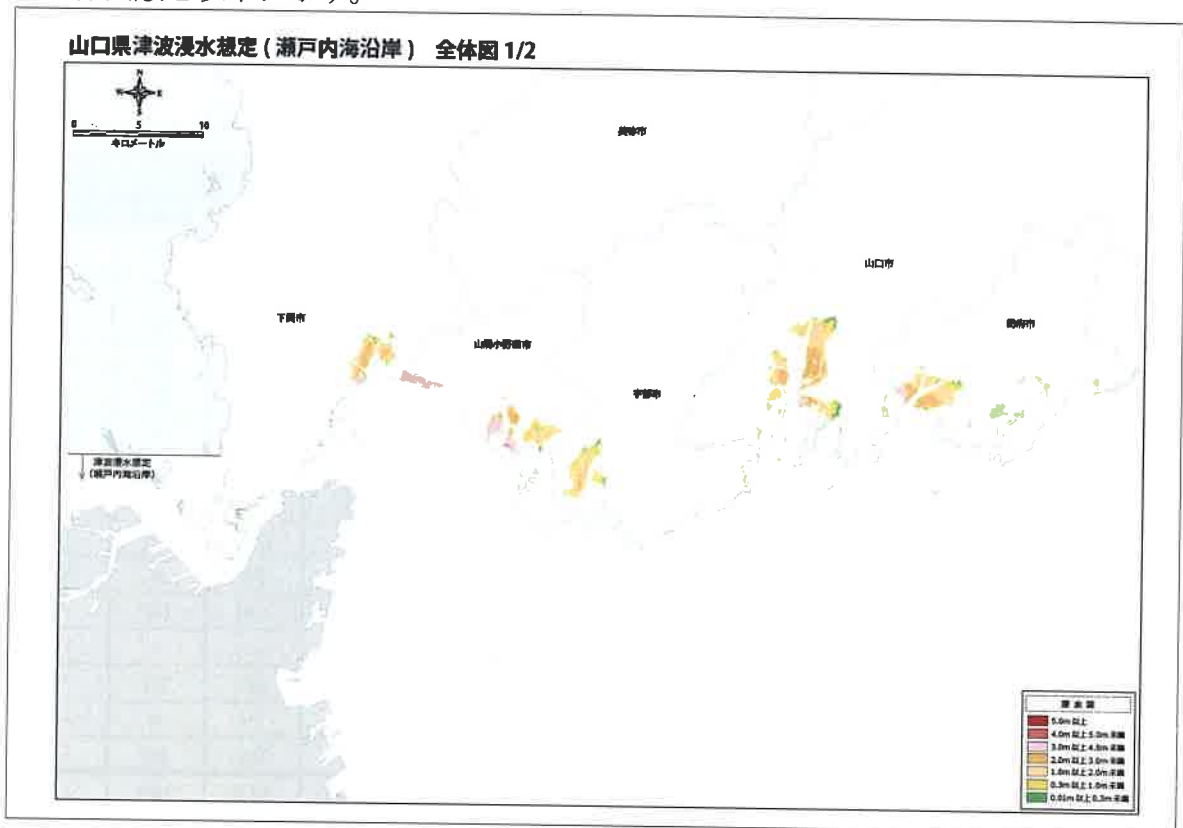 山口県津波浸水想定 ( 瀬戸内海沿岸 )　全体図 1/2
N
W E
S
0 5 10
キロメートル
美祢市
山口市
下関市
防府市
山陽小野田市
宇部市
津波浸水想定
(瀬戸内海沿岸)
浸水深
5.0m 以上
4.0m 以上 5.0m 未満
3.0m 以上 4.0m 未満
2.0m 以上 3.0m 未満
1.0m 以上 2.0m 未満
0.3m 以上 1.0m 未満
0.01m 以上 0.3m 未満